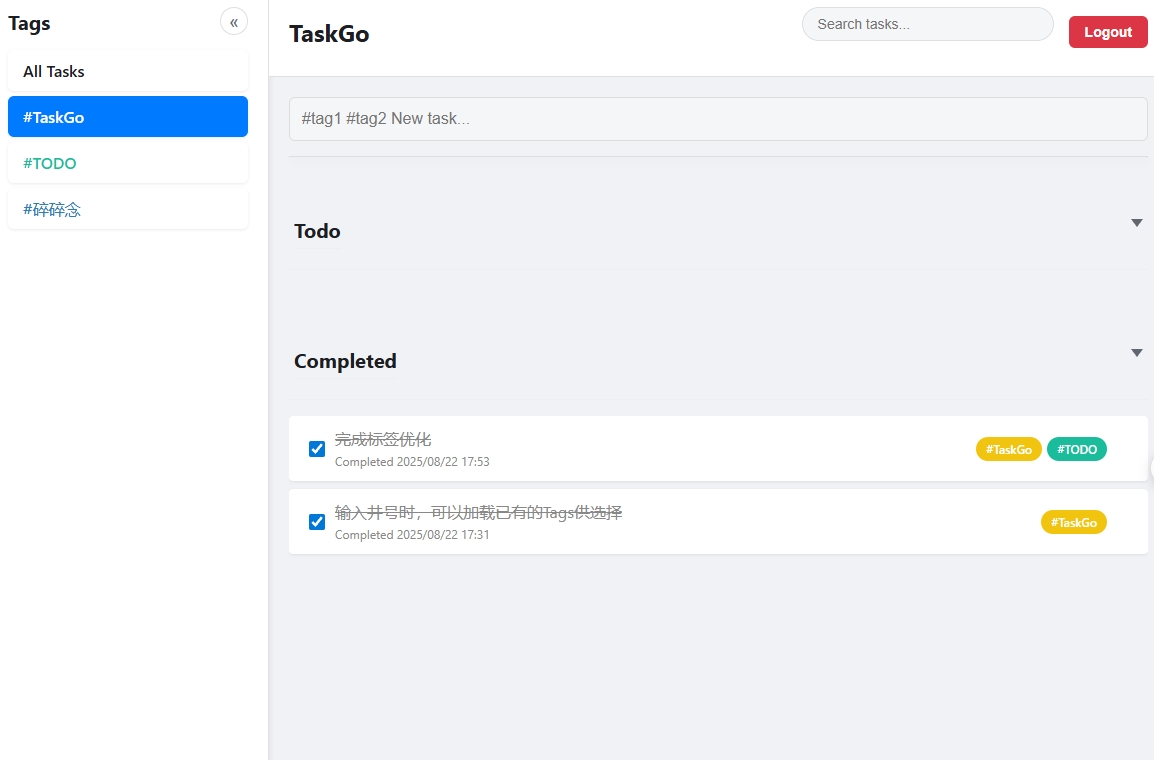 Tags
«
All Tasks
#TaskGo
#TODO
#碎碎念
TaskGo
Search tasks...
Logout
#tag1 #tag2 New task...
Todo
Completed
完成标签优化
Completed 2025/08/22 17:53
#TaskGo #TODO
输入井号时，可以加载已有的Tags供选择
Completed 2025/08/22 17:31
#TaskGo